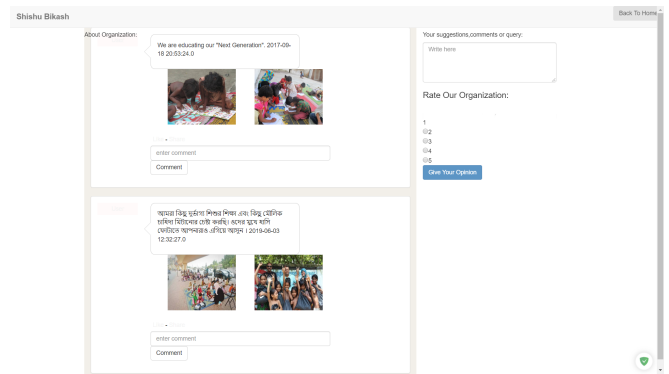 Shishu Bikash
Back To Home
About Organization:
We are educating our "Next Generation". 2017-09-
18 20:53:24.0
enter comment
Comment
আমরা কিছু দূর্ভাগা শিশুর শিক্ষা এবং কিছু মৌলিক
চাহিদা মিটানোর চেষ্ট করছি। ওদের মুখে হাসি
ফোটাতে আপনারাও এগিয়ে আসুন । 2019-06-03
12:32:27.0
enter comment
Comment
Your suggestions,comments or query.
Write here
Rate Our Organization:
1
2
3
4
5
Give Your Opinion